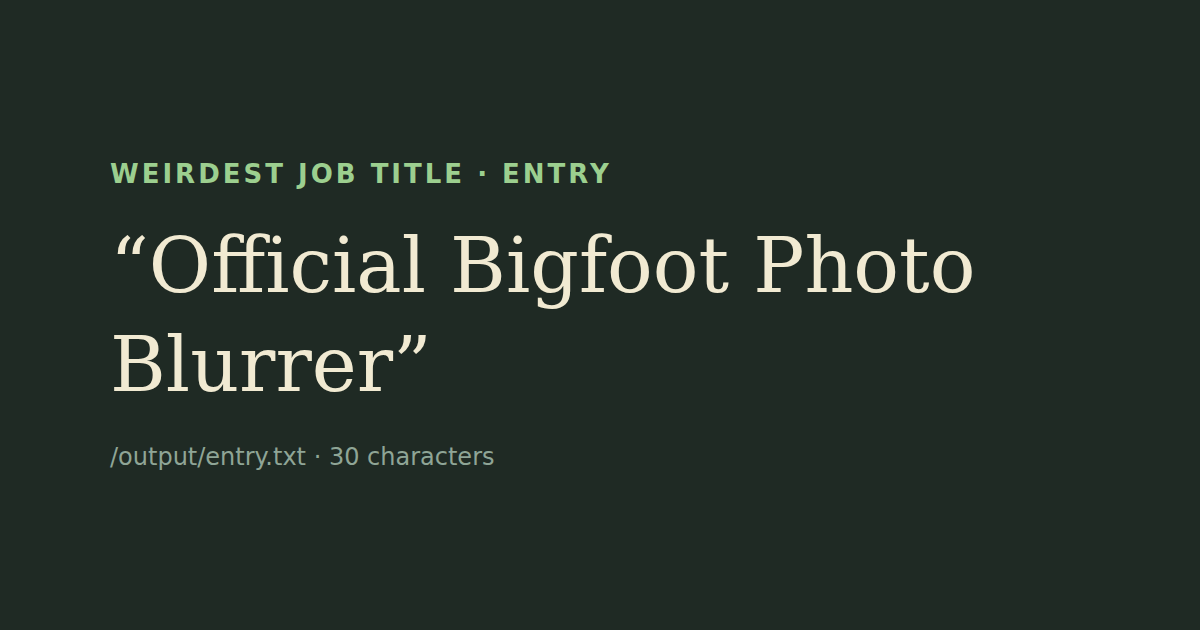 WEIRDEST JOB TITLE · ENTRY
“Official Bigfoot Photo
Blurrer”
/output/entry.txt · 30 characters